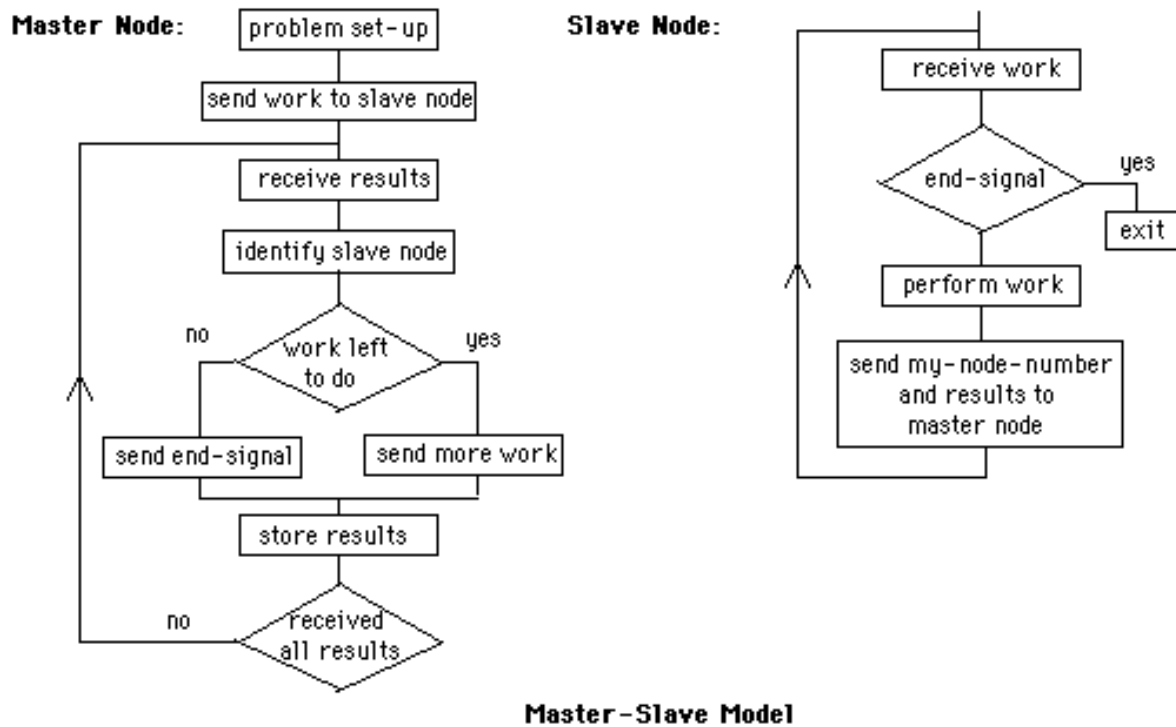 Master Node:
problem set-up
send work to slave node
receive results
identify slave node
no
yes
work left
to do
send end-signal
send more work
store results
no
received
all results
Slave Node:
receive work
end-signal
yes
exit
perform work
send my-node-number
and results to
master node
Master-Slave Model